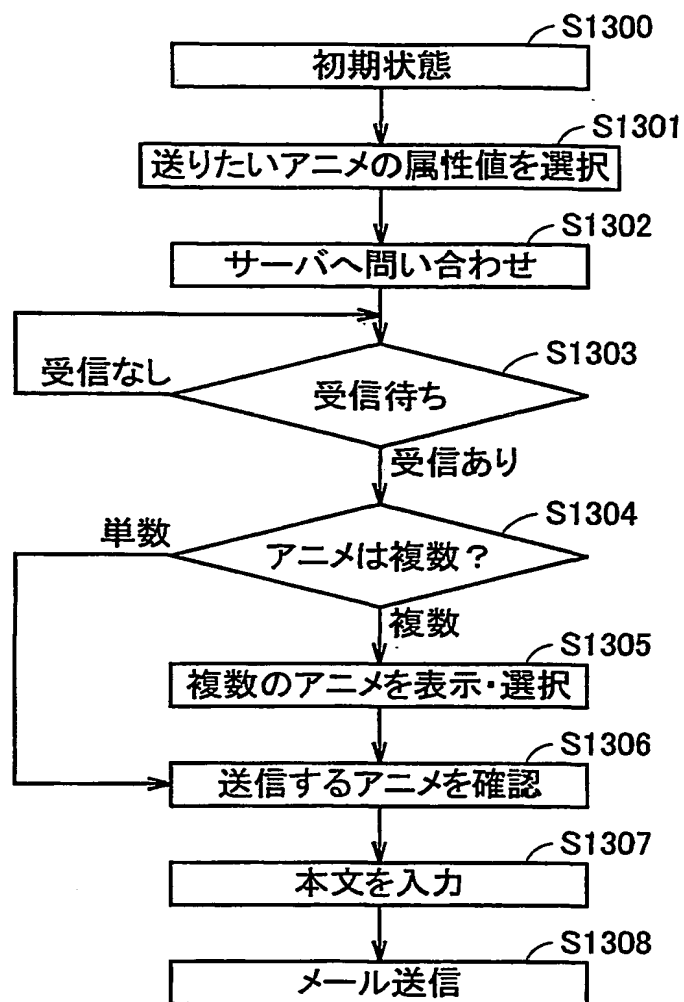 S1300
初期状態
S1301
送りたいアニメの属性値を選択
S1302
サーバへ問い合わせ
S1303
受信なし
受信待ち
受信あり
S1304
単数
アニメは複数？
複数
S1305
複数のアニメを表示・選択
S1306
送信するアニメを確認
S1307
本文を入力
S1308
メール送信